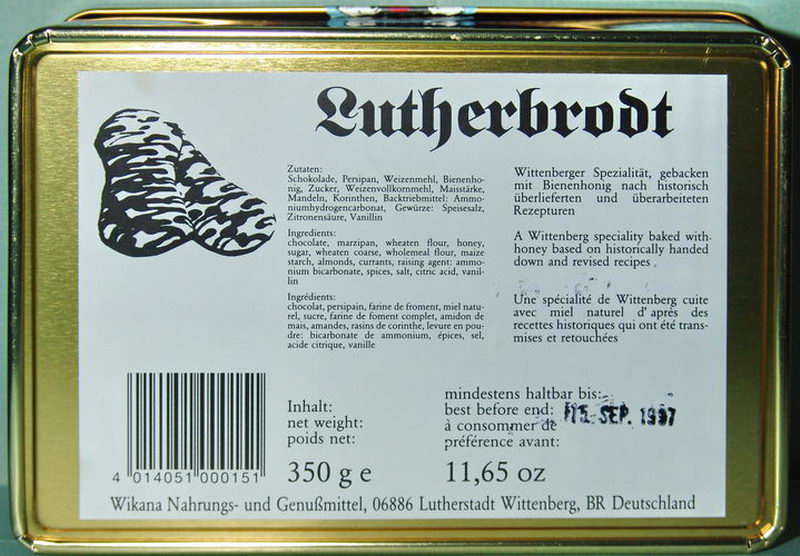 Lutherbrodt
Zutaten:
Schokolade, Persipan, Weizenmehl, Bienenho-
nig, Zucker, Weizenvollkornmehl, Maisstärke,
Mandeln, Korinthen, Backtriebmittel: Ammo-
niumhydrogencarbonat, Gewürze: Speisesalz,
Zitronensäure, Vanillin
Ingredients:
chocolate, marzipan, wheaten flour, honey,
sugar, wheaten coarse, wholemeal flour, maize
starch, almonds, currants, raising agent: ammo-
nium bicarbonate, spices, salt, citric acid, vanil-
lin
Ingrédients:
chocolat, persipain, farine de froment, miel natu-
rel, sucre, farine de foment complet, amidon de
mais, amandes, rasins de corinthe, levure en pou-
dre: bicarbonate de ammonium, épices, sel,
acide citrique, vanille
Wittenberger Spezialität, gebacken
mit Bienenhonig nach historisch
überlieferten und überarbeiteten
Rezepturen
A Wittenberg speciality baked with
honey based on historically handed
down and revised recipes
Une spécialité de Wittenberg cuite
avec miel naturel d'après des
recettes historiques qui ont été trans-
mises et retouchées
4 014051 000151
Inhalt:
net weight:
poids net:
350 g e
mindestens haltbar bis:
best before end: 15. SEP. 1997
à consommer de
préférence avant:
11,65 oz
Wikana Nahrungs- und Genußmittel, 06886 Lutherstadt Wittenberg, BR Deutschland